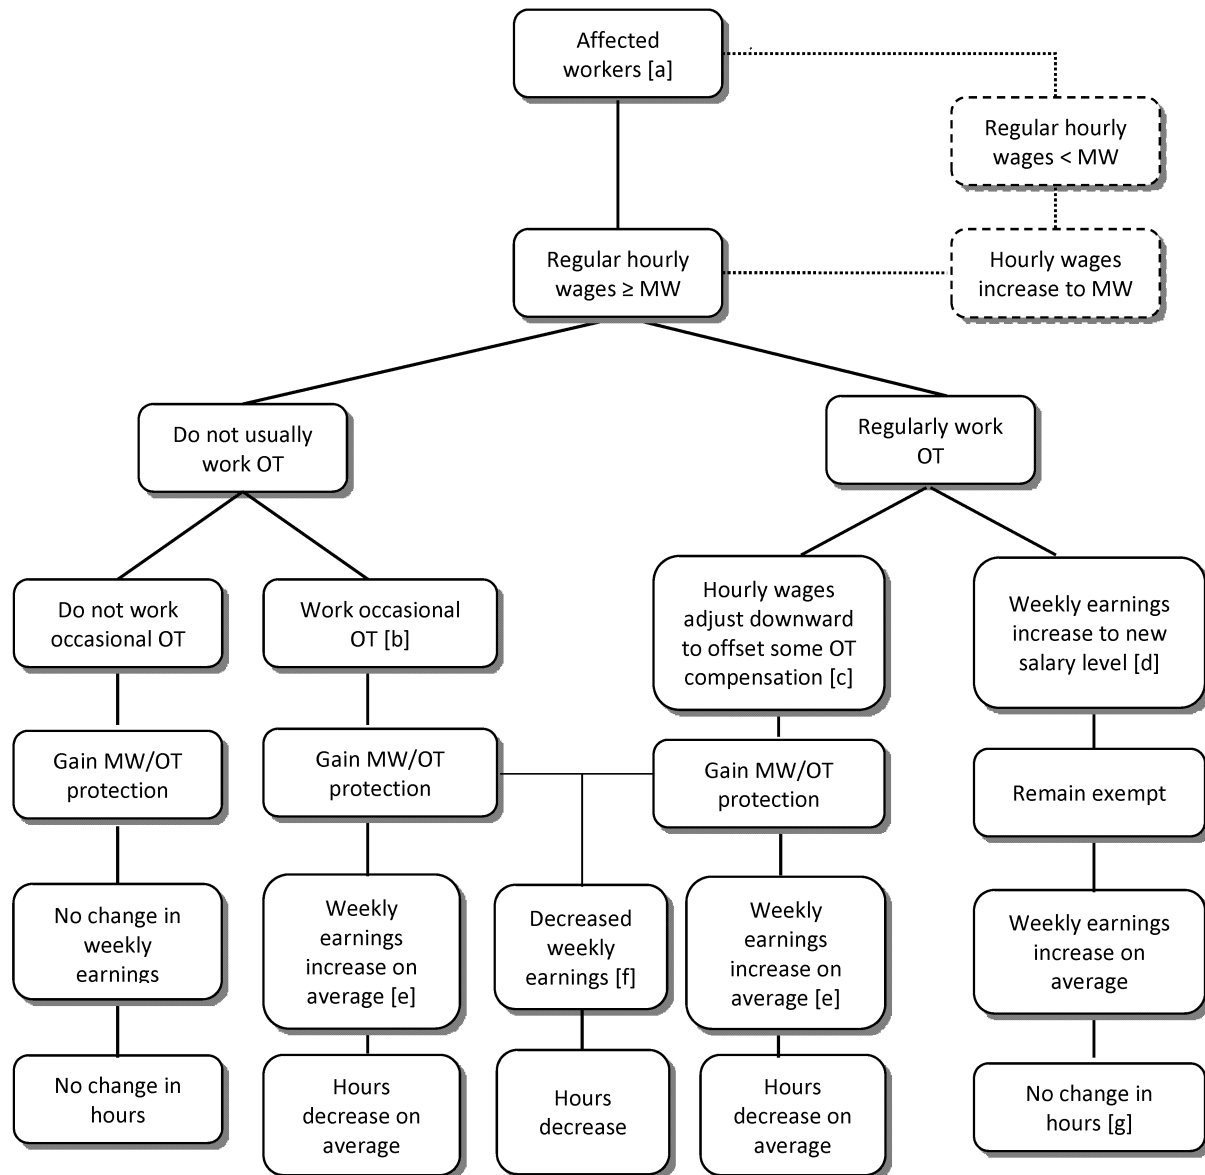 Affected
workers [a]
Regular hourly
wages < MW
Regular hourly
wages ≥ MW
Hourly wages
increase to MW
Do not usually
work OT
Regularly work
OT
Do not work
occasional OT
Work occasional
OT [b]
Hourly wages
adjust downward
to offset some OT
compensation [c]
Weekly earnings
increase to new
salary level [d]
Gain MW/OT
protection
Gain MW/OT
protection
Gain MW/OT
protection
Remain exempt
No change in
weekly
earnings
Weekly
earnings
increase on
average [e]
Decreased
weekly
earnings [f]
Weekly
earnings
increase on
average [e]
Weekly earnings
increase on
average
No change in
hours
Hours
decrease on
average
Hours
decrease
Hours
decrease on
average
No change in
hours [g]